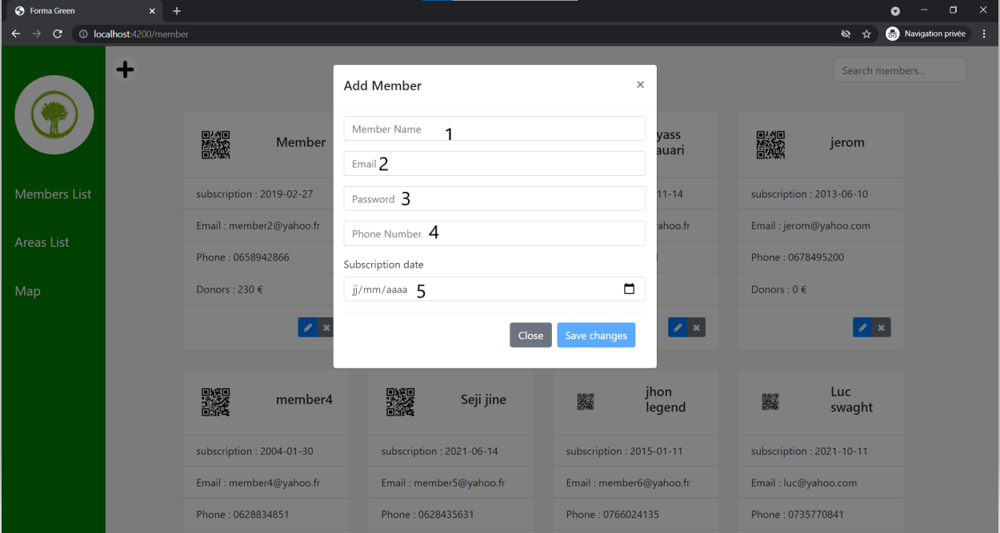 Forma Green
localhost:4200/member
Navigation privée
Search members...
Add Member
Member Name 1
Email 2
Password 3
Phone Number 4
Subscription date
jj/mm/aaaa 5
Close
Save changes
Members List
Areas List
Map
Member
subscription : 2019-02-27
Email : member2@yahoo.fr
Phone : 0658942866
Donors : 230 €
yass
auari
11-14
ahoo.fr
jerom
subscription : 2013-06-10
Email : jerom@yahoo.com
Phone : 0678495200
Donors : 0 €
member4
subscription : 2004-01-30
Email : member4@yahoo.fr
Phone : 0628834851
Seji jine
subscription : 2021-06-14
Email : member5@yahoo.fr
Phone : 0628435631
jhon
legend
subscription : 2015-01-11
Email : member6@yahoo.fr
Phone : 0766024135
Luc
swaght
subscription : 2021-10-11
Email : luc@yahoo.com
Phone : 0735770841